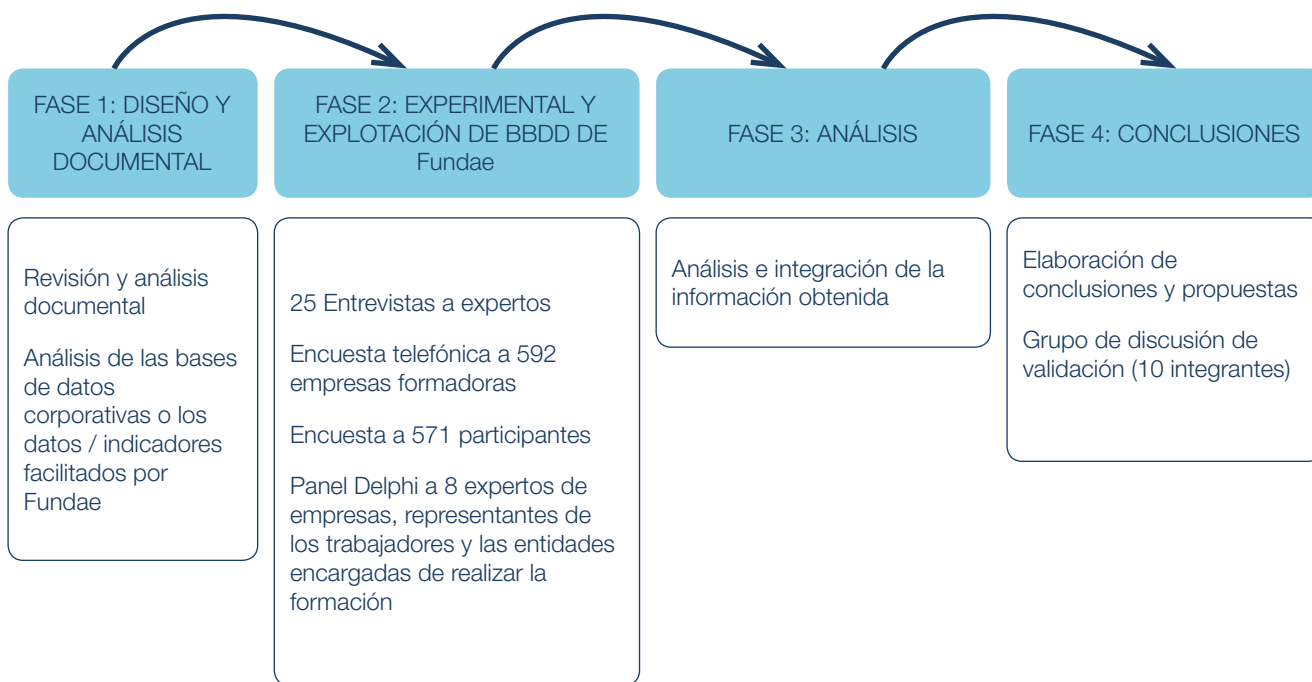 FASE 1: DISEÑO Y
ANÁLISIS
DOCUMENTAL
Revisión y análisis
documental
Análisis de las bases
de datos
corporativas o los
datos / indicadores
facilitados por
Fundae
FASE 2: EXPERIMENTAL Y
EXPLOTACIÓN DE BBDD DE
Fundae
25 Entrevistas a expertos
Encuesta telefónica a 592
empresas formadoras
Encuesta a 571 participantes
Panel Delphi a 8 expertos de
empresas, representantes de
los trabajadores y las entidades
encargadas de realizar la
formación
FASE 3: ANÁLISIS
Análisis e integración de la
información obtenida
FASE 4: CONCLUSIONES
Elaboración de
conclusiones y propuestas
Grupo de discusión de
validación (10 integrantes)